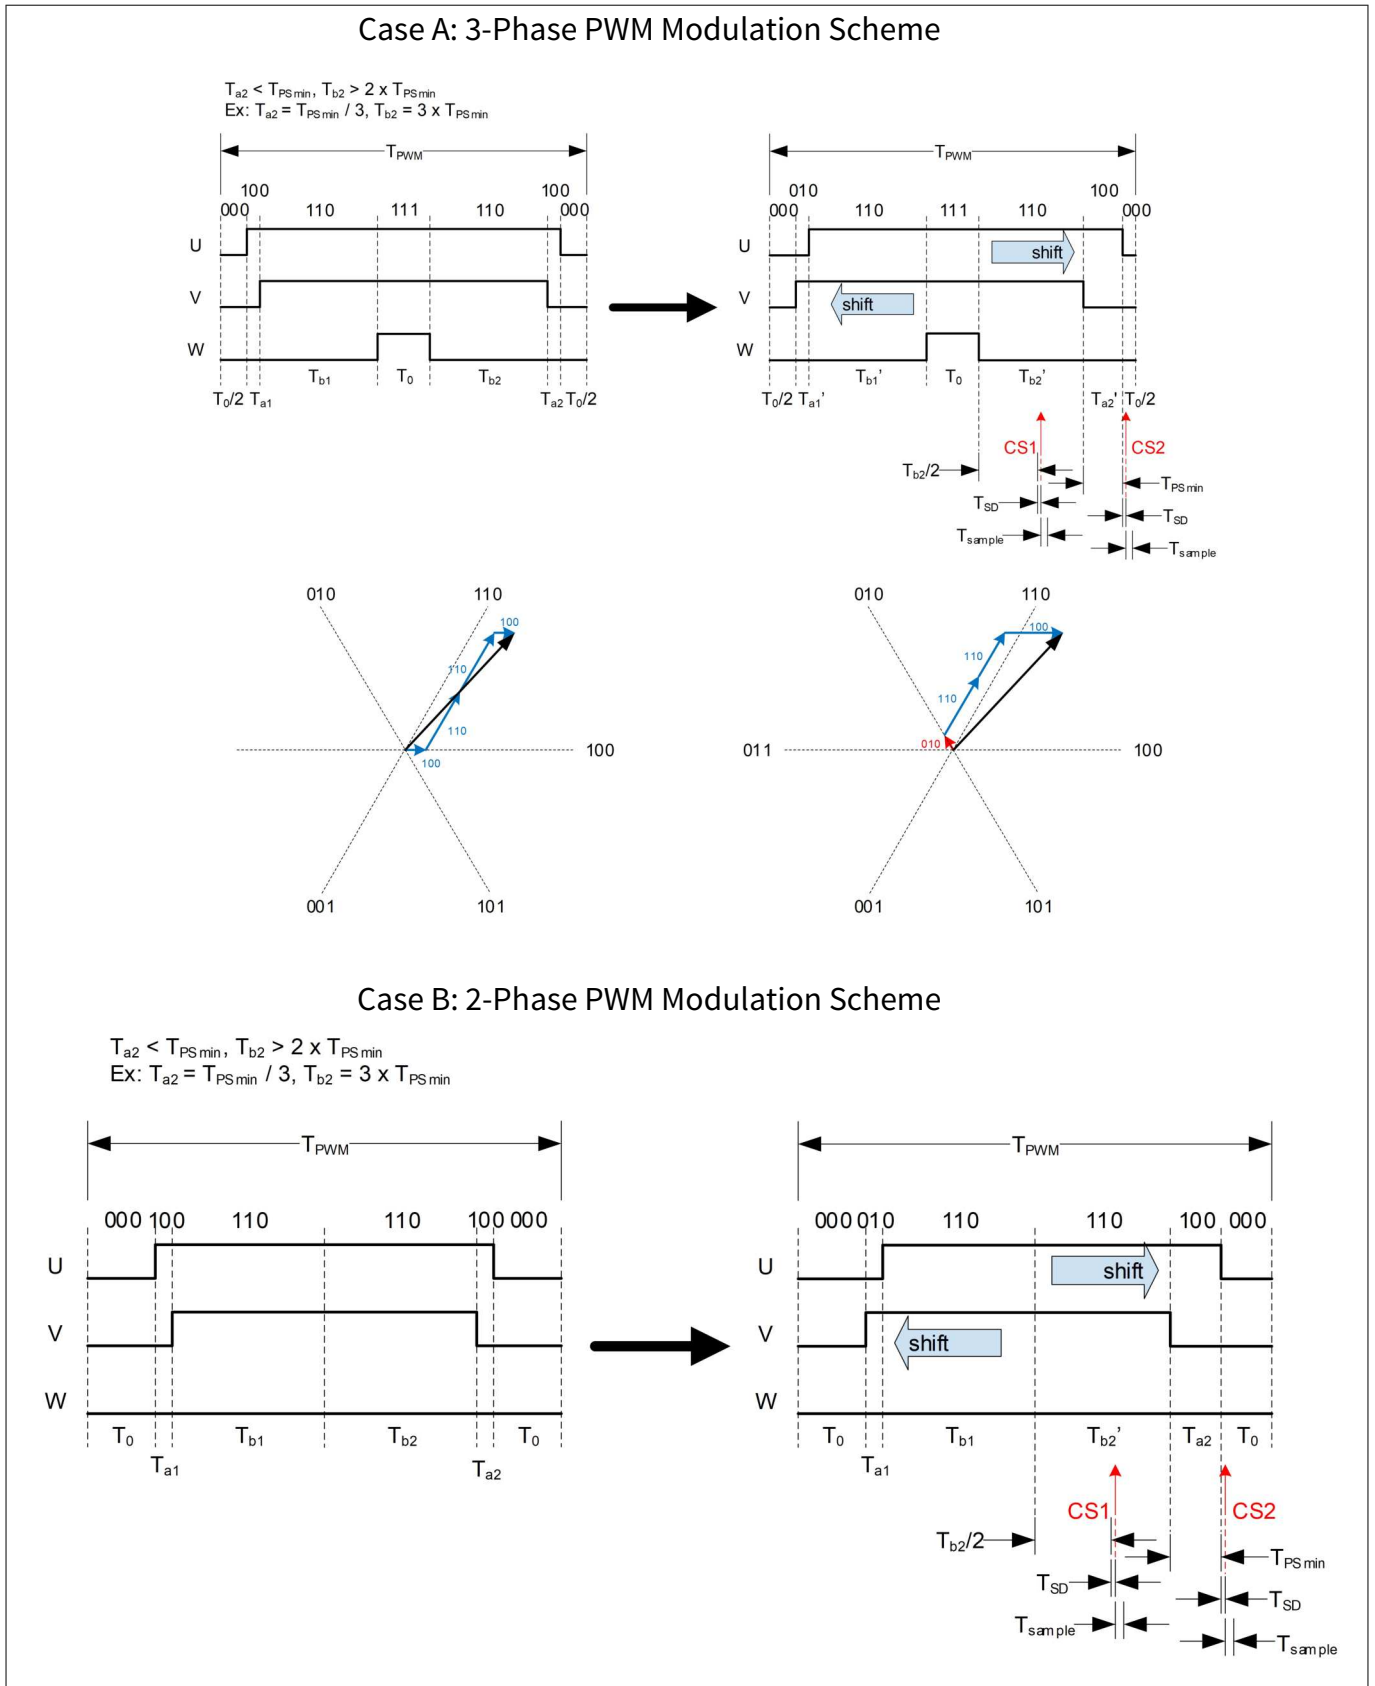 Case A: 3-Phase PWM Modulation Scheme
Ta2 < TPSmin, Tb2 > 2 x TPSmin
Ex: Ta2 = TPSmin / 3, Tb2 = 3 x TPSmin
TPWM
100 100
000 110 111 110 000
U
V
W
Tb1 T0 Tb2
T0/2 Ta1 Ta2 T0/2
TPWM
010 100
000 110 111 110 000
U shift
V shift
W
Tb1' T0 Tb2'
T0/2 Ta1' Ta2' T0/2
CS1 CS2
Tb2/2
TPSmin
TSD
TSD
Tsample
Tsample
010 110
100
110
110
100
100
001 101
010 110
100
110
110
010
011 100
001 101
Case B: 2-Phase PWM Modulation Scheme
Ta2 < TPSmin, Tb2 > 2 x TPSmin
Ex: Ta2 = TPSmin / 3, Tb2 = 3 x TPSmin
TPWM
000 100 110 110 100 000
U
V
W
T0 Tb1 Tb2 T0
Ta1 Ta2
TPWM
000 010 110 110 100 000
U shift
V shift
W
T0 Tb1 Tb2' Ta2 T0
Ta1
CS1 CS2
Tb2/2
TPSmin
TSD
TSD
Tsample
Tsample